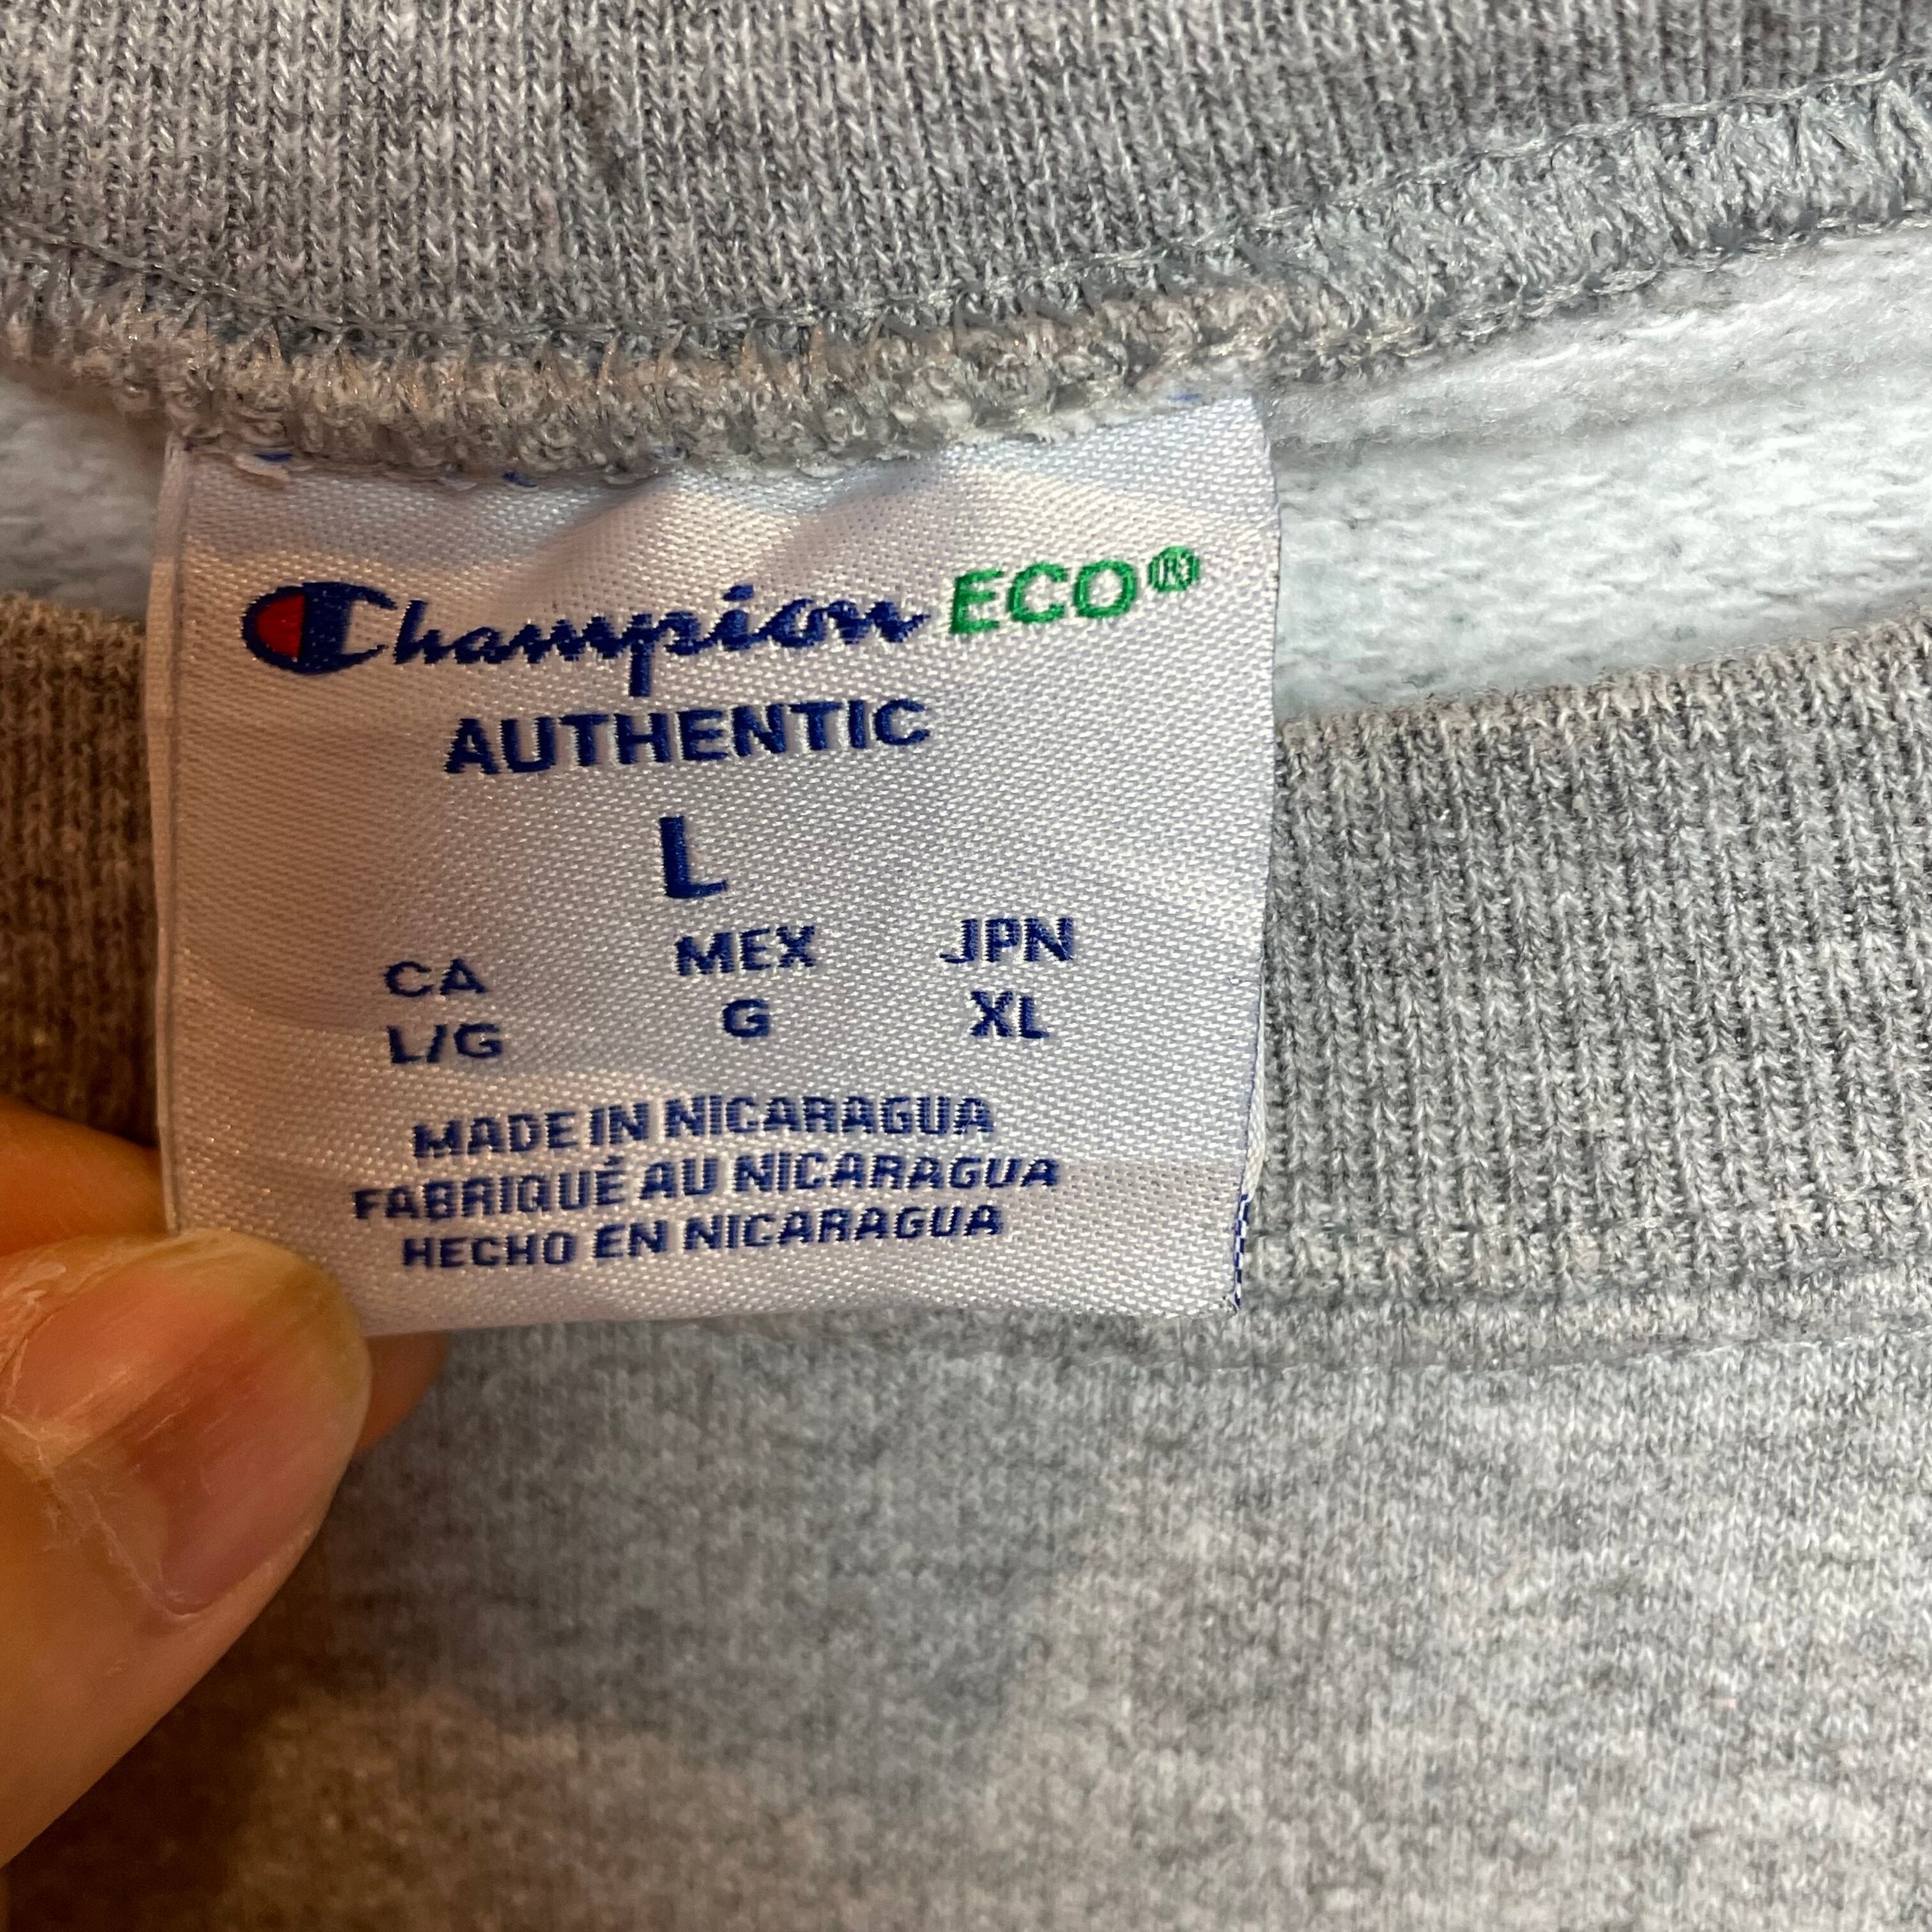 Champion ECO®
AUTHENTIC
L
CA MEX JPN
L/G G XL
MADE IN NICARAGUA
FABRIQUÉ AU NICARAGUA
HECHO EN NICARAGUA